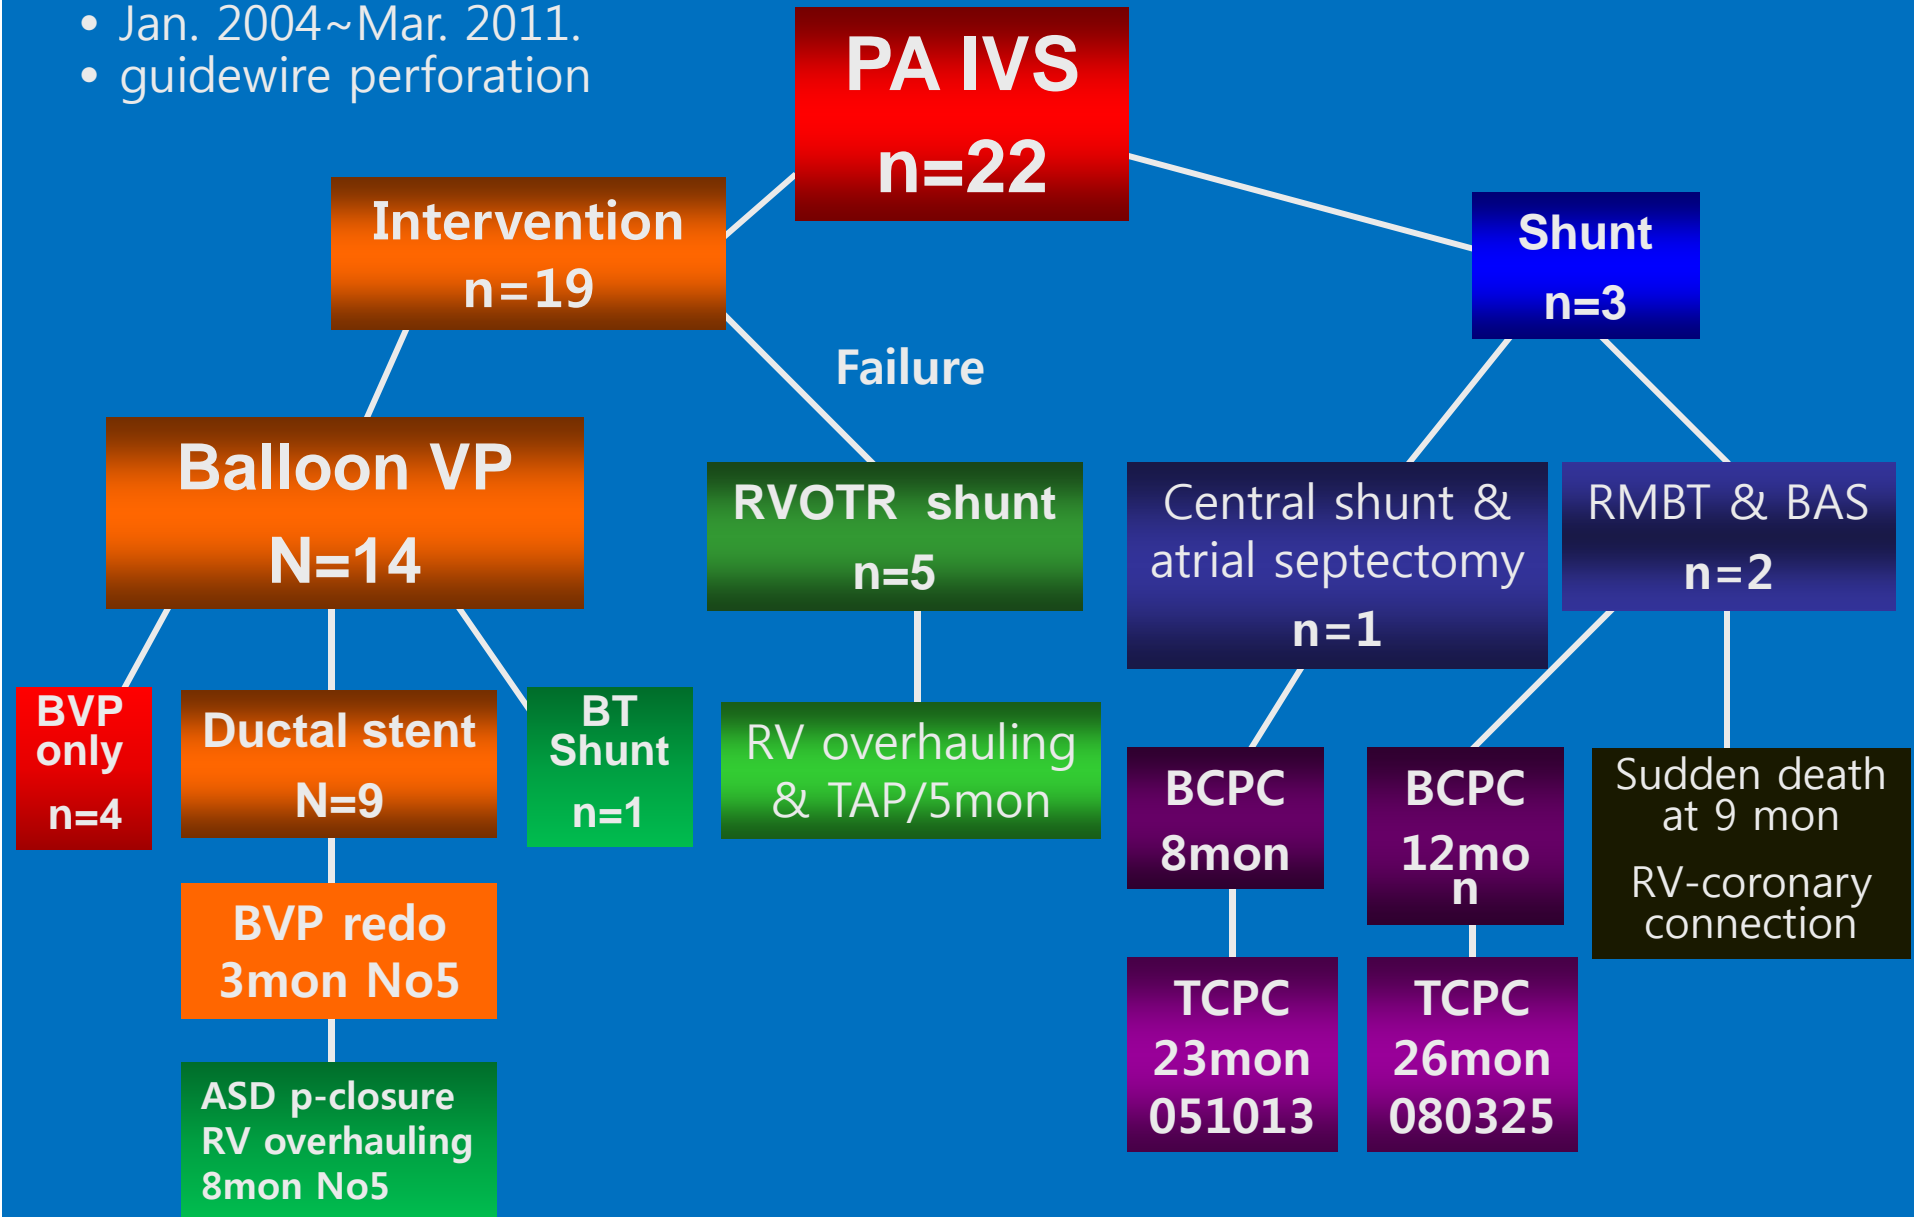 • Jan. 2004~Mar. 2011.
• guidewire perforation
PA IVS
n=22
Intervention
n=19
Shunt
n=3
Failure
Balloon VP
N=14
RVOTR shunt
n=5
Central shunt &
atrial septectomy
n=1
RMBT & BAS
n=2
BVP
only
n=4
Ductal stent
N=9
BT
Shunt
n=1
RV overhauling
& TAP/5mon
BCPC
8mon
BCPC
12mo
n
Sudden death
at 9 mon
RV-coronary
connection
BVP redo
3mon No5
TCPC
23mon
051013
TCPC
26mon
080325
ASD p-closure
RV overhauling
8mon No5